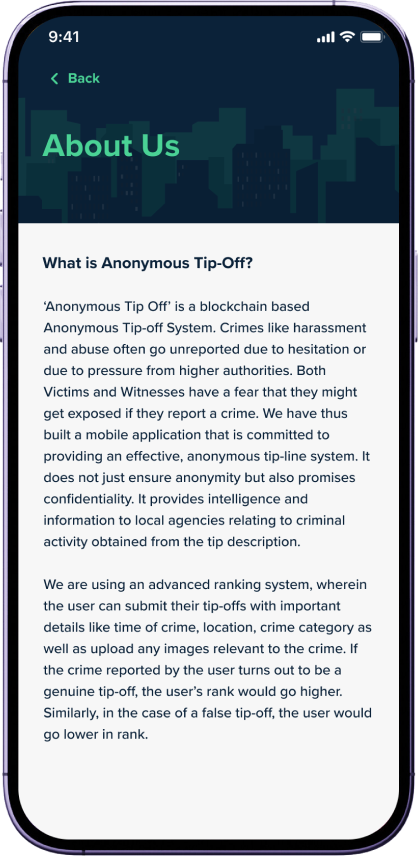 9:41
Back
About Us
What is Anonymous Tip-Off?
‘Anonymous Tip Off’ is a blockchain based
Anonymous Tip-off System. Crimes like harassment
and abuse often go unreported due to hesitation or
due to pressure from higher authorities. Both
Victims and Witnesses have a fear that they might
get exposed if they report a crime. We have thus
built a mobile application that is committed to
providing an effective, anonymous tip-line system. It
does not just ensure anonymity but also promises
confidentiality. It provides intelligence and
information to local agencies relating to criminal
activity obtained from the tip description.
We are using an advanced ranking system, wherein
the user can submit their tip-offs with important
details like time of crime, location, crime category as
well as upload any images relevant to the crime. If
the crime reported by the user turns out to be a
genuine tip-off, the user’s rank would go higher.
Similarly, in the case of a false tip-off, the user would
go lower in rank.